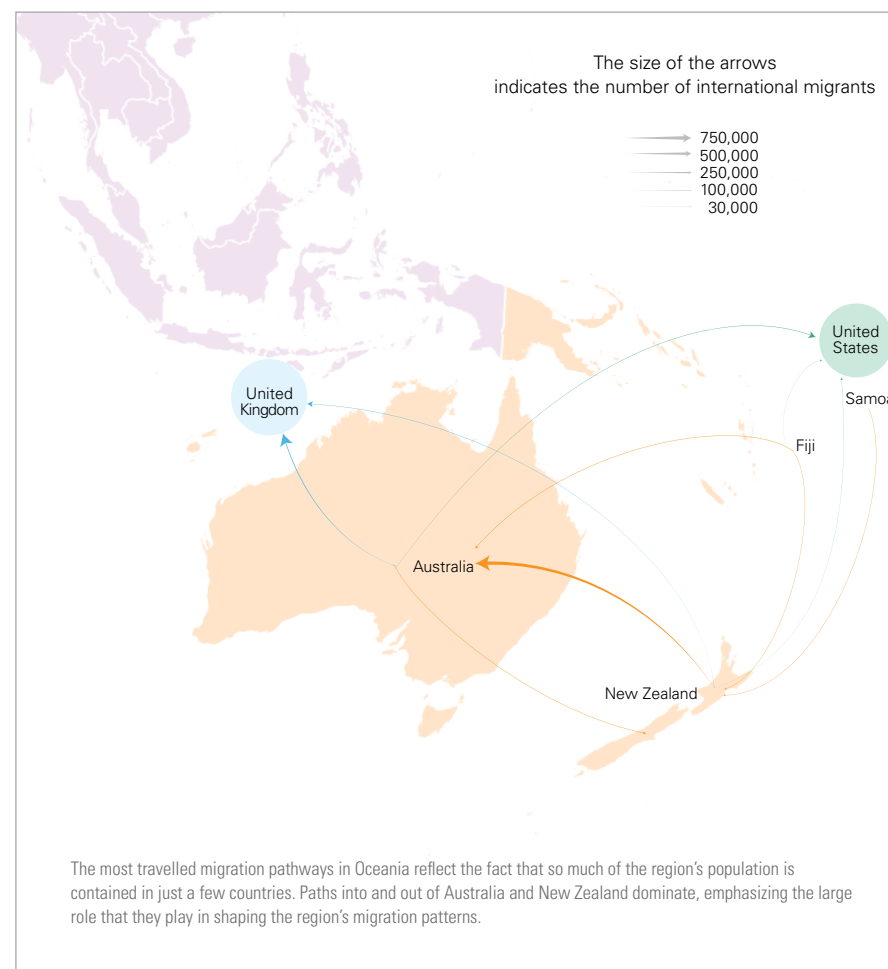 The size of the arrows
indicates the number of international migrants
750,000
500,000
250,000
100,000
30,000
United
States
United
Kingdom
Samoa
Fiji
Australia
New Zealand
The most travelled migration pathways in Oceania reflect the fact that so much of the region's population is
contained in just a few countries. Paths into and out of Australia and New Zealand dominate, emphasizing the large
role that they play in shaping the region's migration patterns.